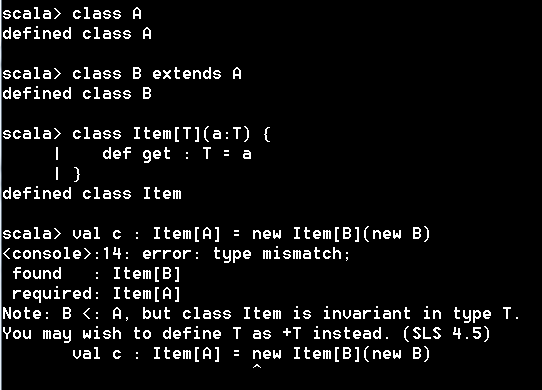 scala> class A
defined class A
scala> class B extends A
defined class B
scala> class Item[T](a:T) {
     |    def get : T = a
     | }
defined class Item
scala> val c : Item[A] = new Item[B](new B)
<console>:14: error: type mismatch;
 found   : Item[B]
 required: Item[A]
Note: B <: A, but class Item is invariant in type T.
You may wish to define T as +T instead. (SLS 4.5)
       val c : Item[A] = new Item[B](new B)
                         ^